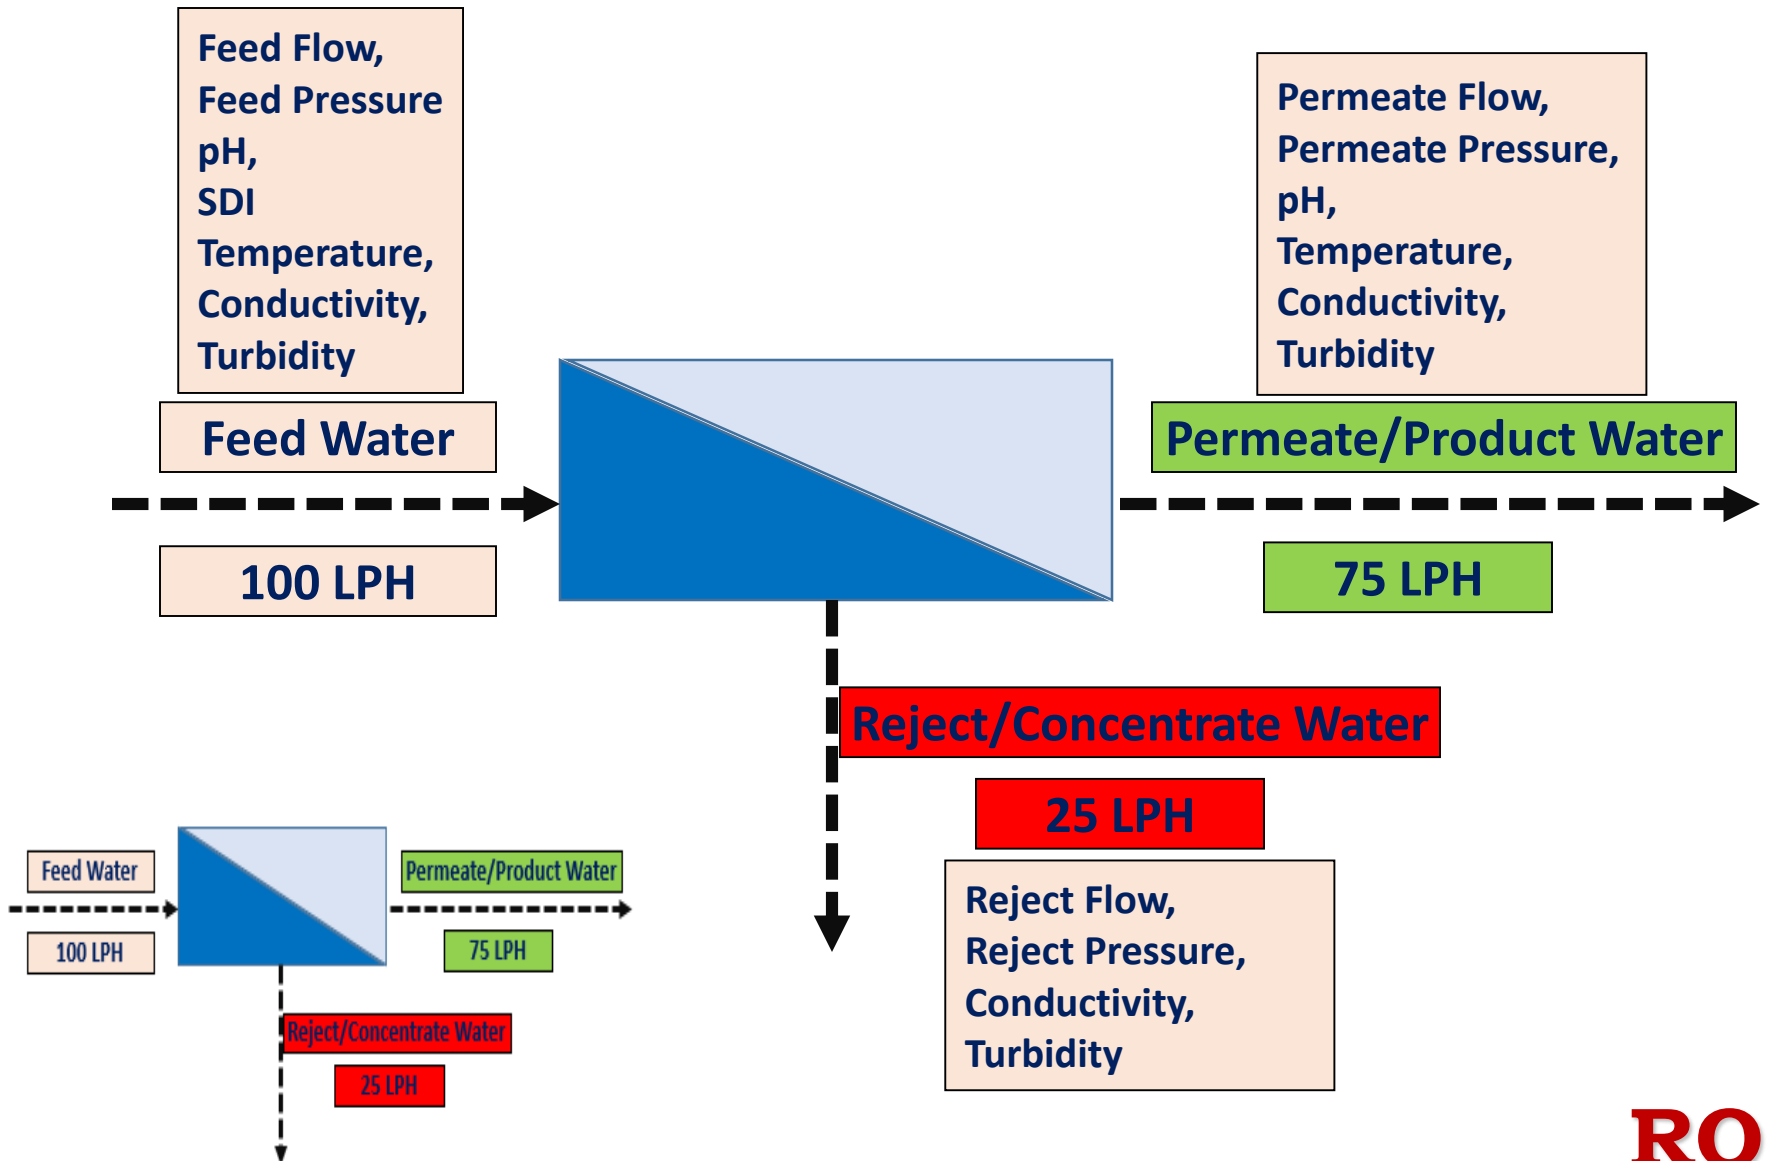 Feed Flow,
Feed Pressure
pH,
SDI
Temperature,
Conductivity,
Turbidity
Feed Water
100 LPH
Permeate Flow,
Permeate Pressure,
pH,
Temperature,
Conductivity,
Turbidity
Permeate/Product Water
75 LPH
Reject/Concentrate Water
25 LPH
Reject Flow,
Reject Pressure,
Conductivity,
Turbidity
Feed Water
100 LPH
Permeate/Product Water
75 LPH
Reject/Concentrate Water
25 LPH
RO